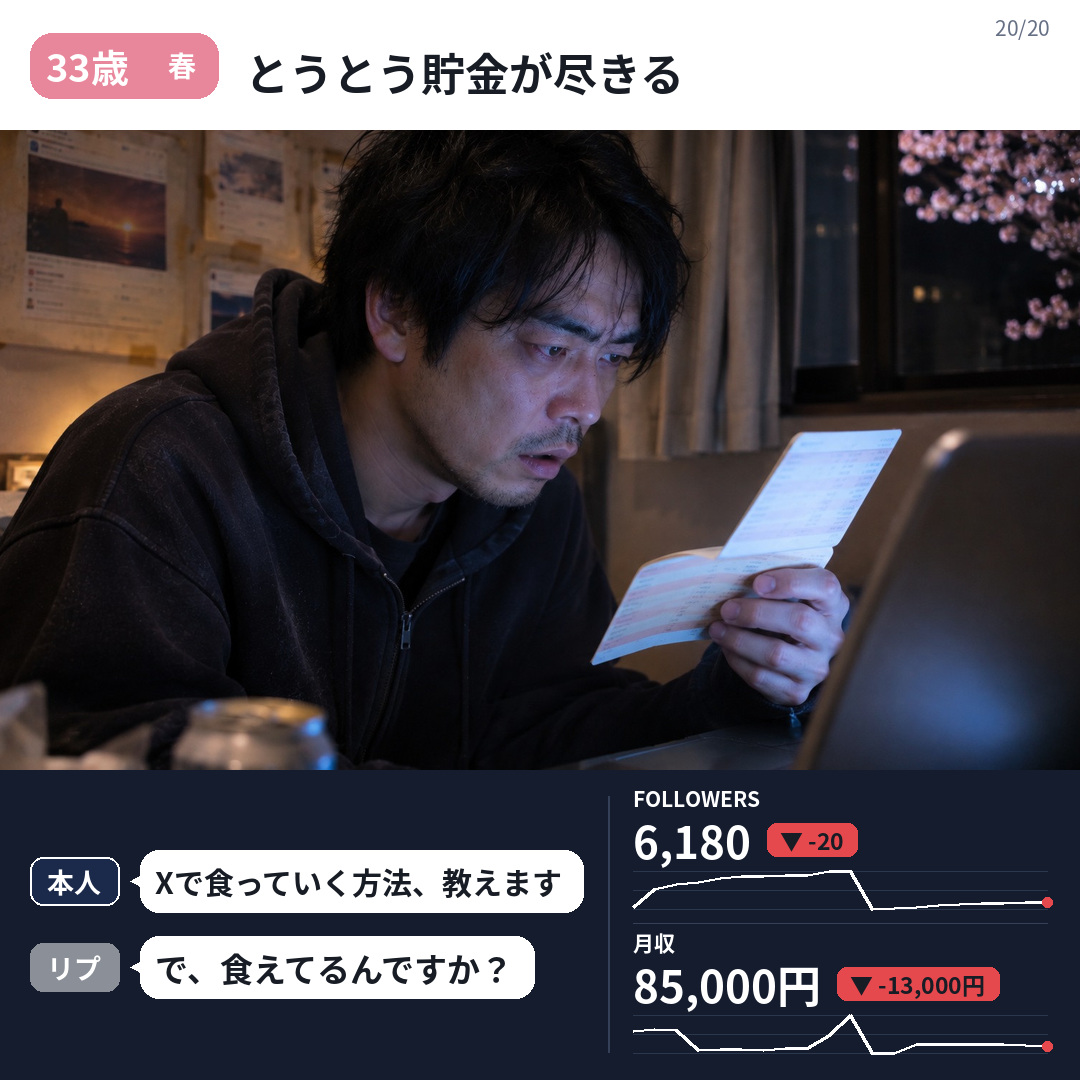 20/20
33歳 春 とうとう貯金が尽きる
本人 Xで食っていく方法、教えます
リプ で、食えてるんですか？
FOLLOWERS
6,180 ▼ -20
月収
85,000円 ▼ -13,000円